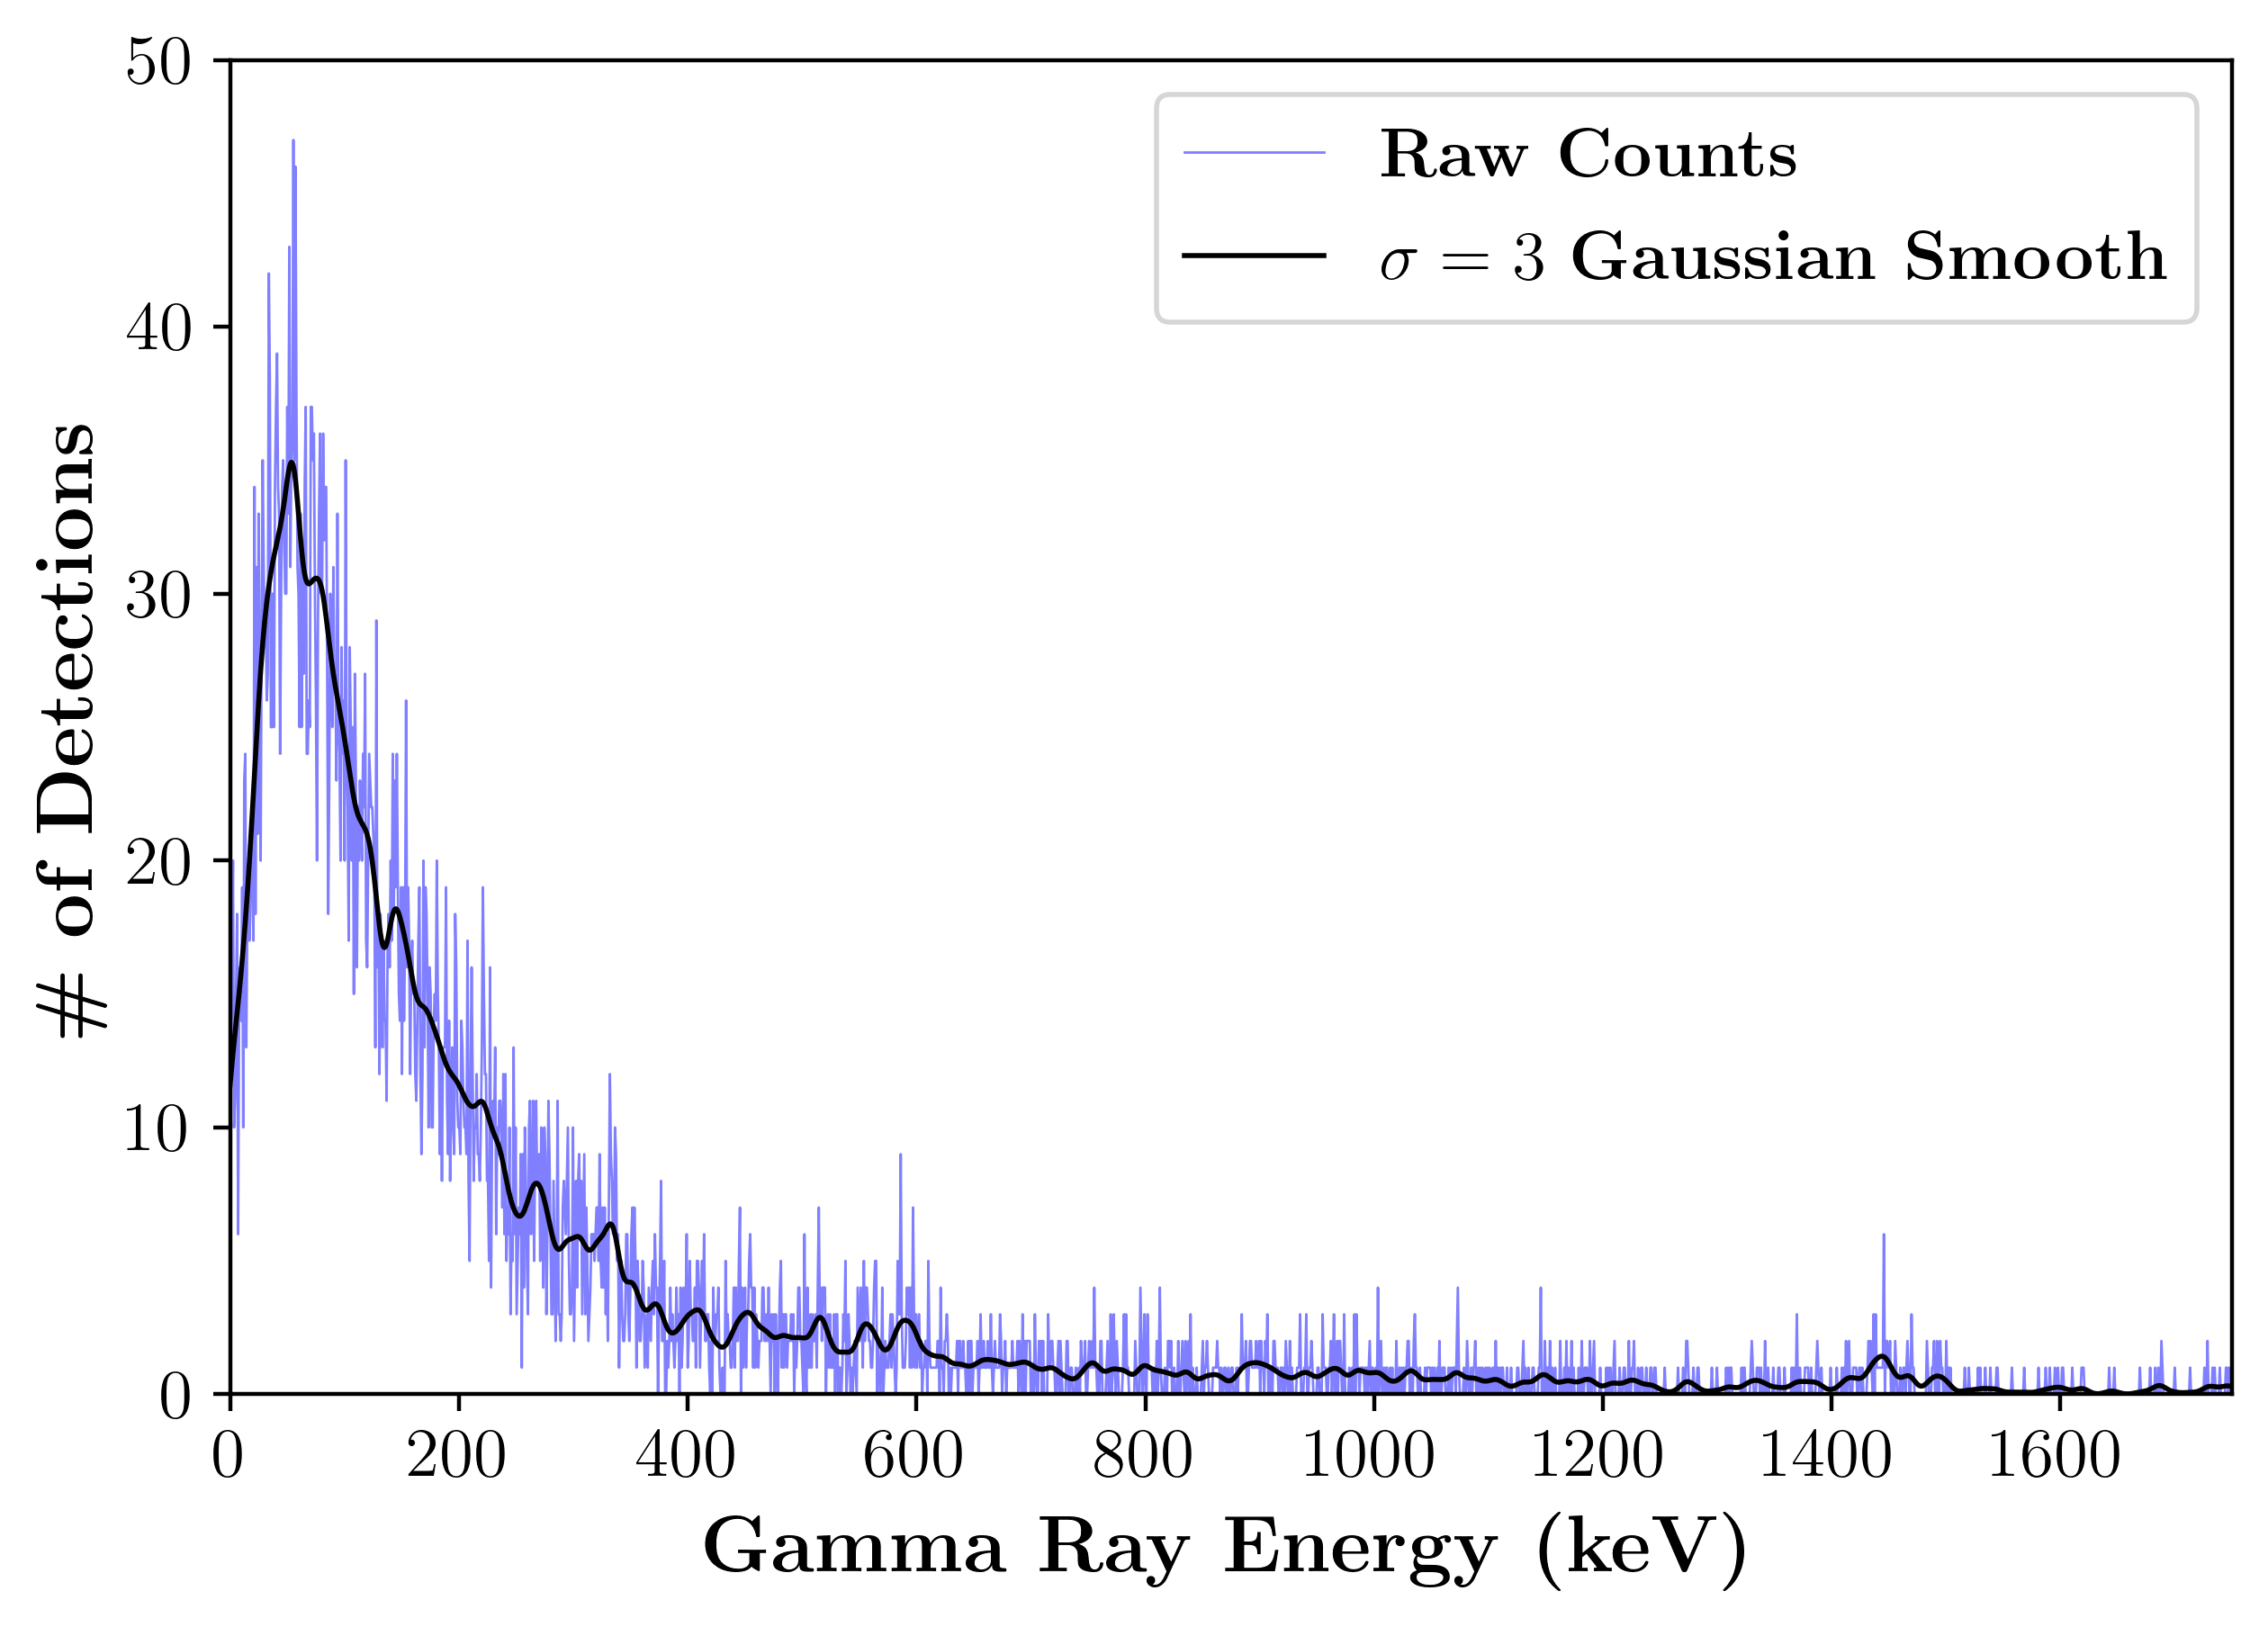 50
40
30
20
10
0
# of Detections
Raw Counts
σ = 3 Gaussian Smooth
0 200 400 600 800 1000 1200 1400 1600
Gamma Ray Energy (keV)